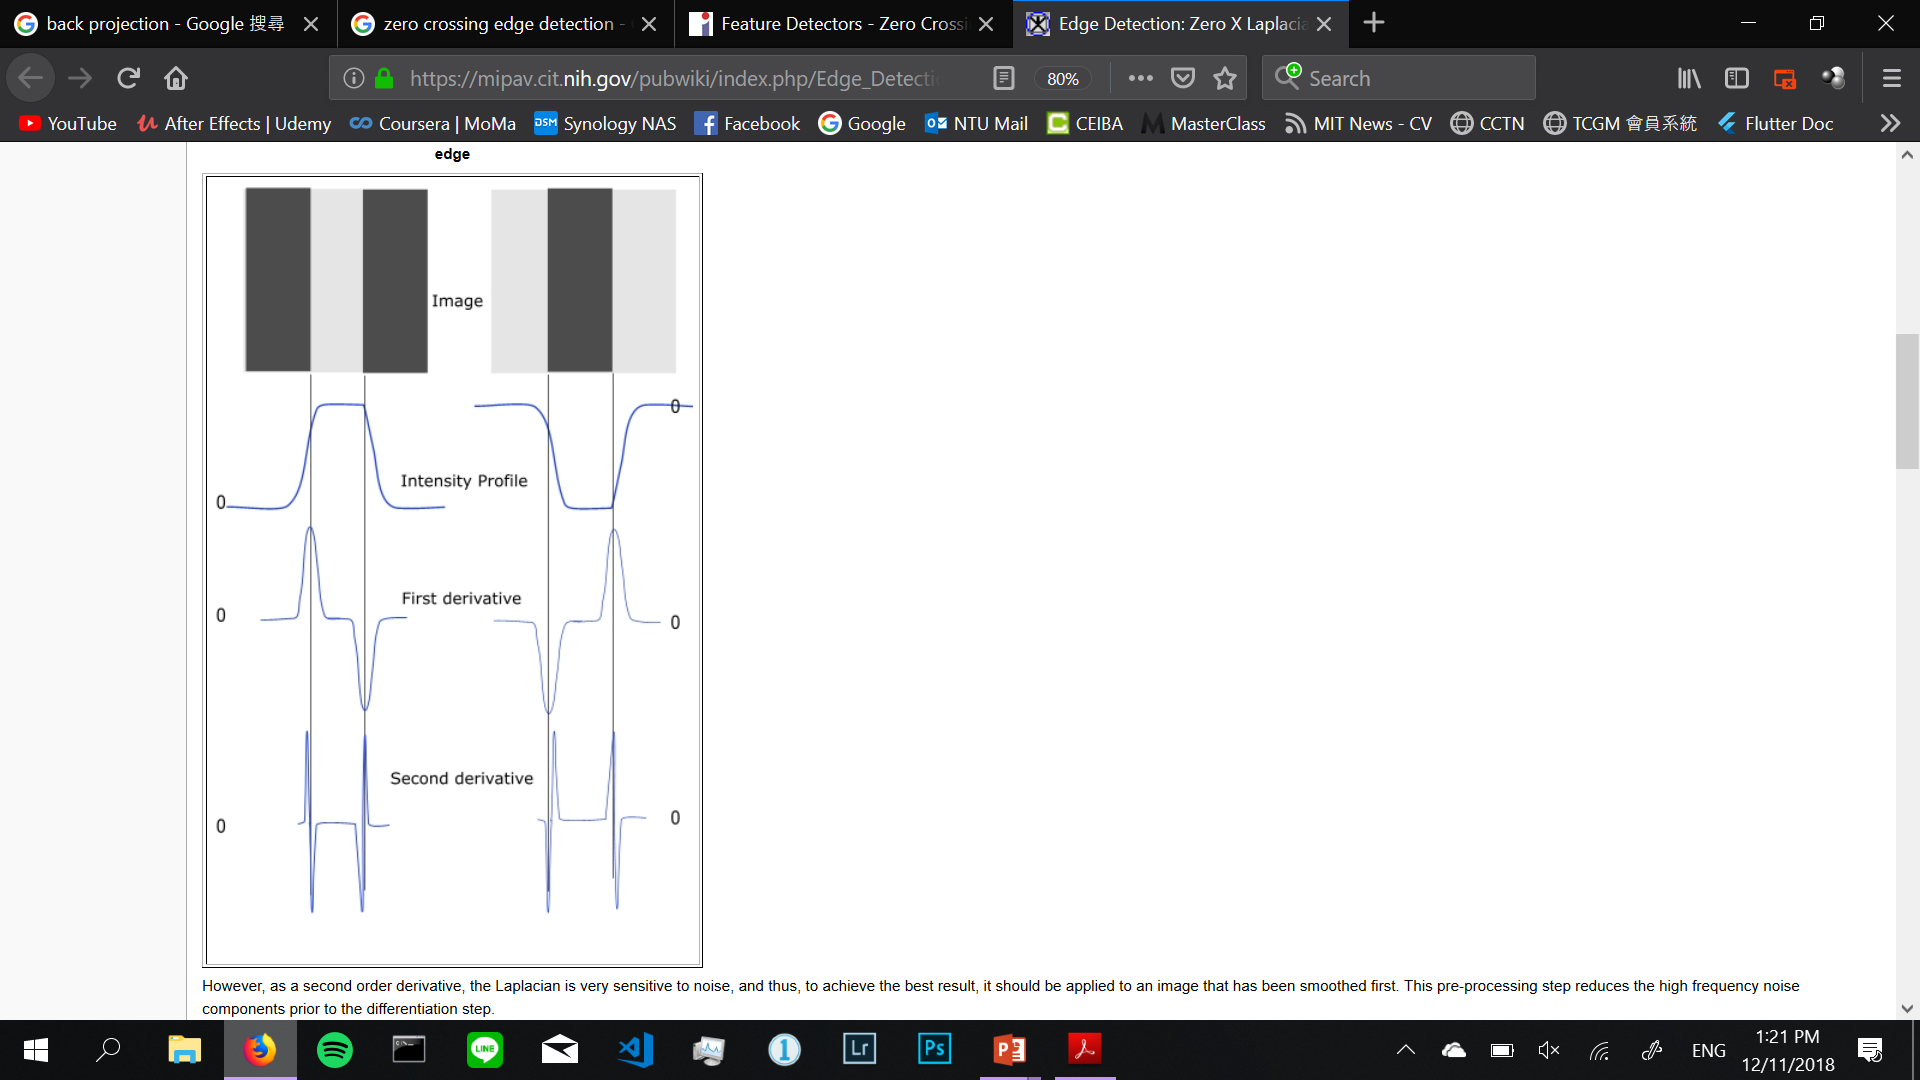 back projection - Google 搜尋
zero crossing edge detection -
Feature Detectors - Zero Crossi
Edge Detection: Zero X Laplacia
https://mipav.cit.nih.gov/pubwiki/index.php/Edge_Detecti
80%
Search
YouTube
After Effects | Udemy
Coursera | MoMa
DSM
Synology NAS
Facebook
Google
NTU Mail
CEIBA
MasterClass
MIT News - CV
CCTN
TCGM 會員系統
Flutter Doc
edge
Image
0
Intensity Profile
0
First derivative
0
0
Second derivative
0
0
However, as a second order derivative, the Laplacian is very sensitive to noise, and thus, to achieve the best result, it should be applied to an image that has been smoothed first. This pre-processing step reduces the high frequency noise
components prior to the differentiation step.
LINE
1
Lr
Ps
P
ENG
1:21 PM
12/11/2018